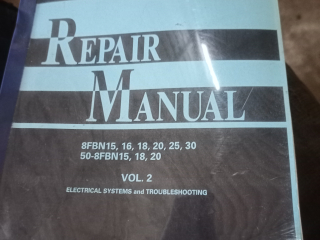 REPAIR
MANUAL
8FBN15, 16, 18, 20, 25, 30
50-8FBN15, 18, 20
VOL. 2
ELECTRICAL SYSTEMS and TROUBLESHOOTING